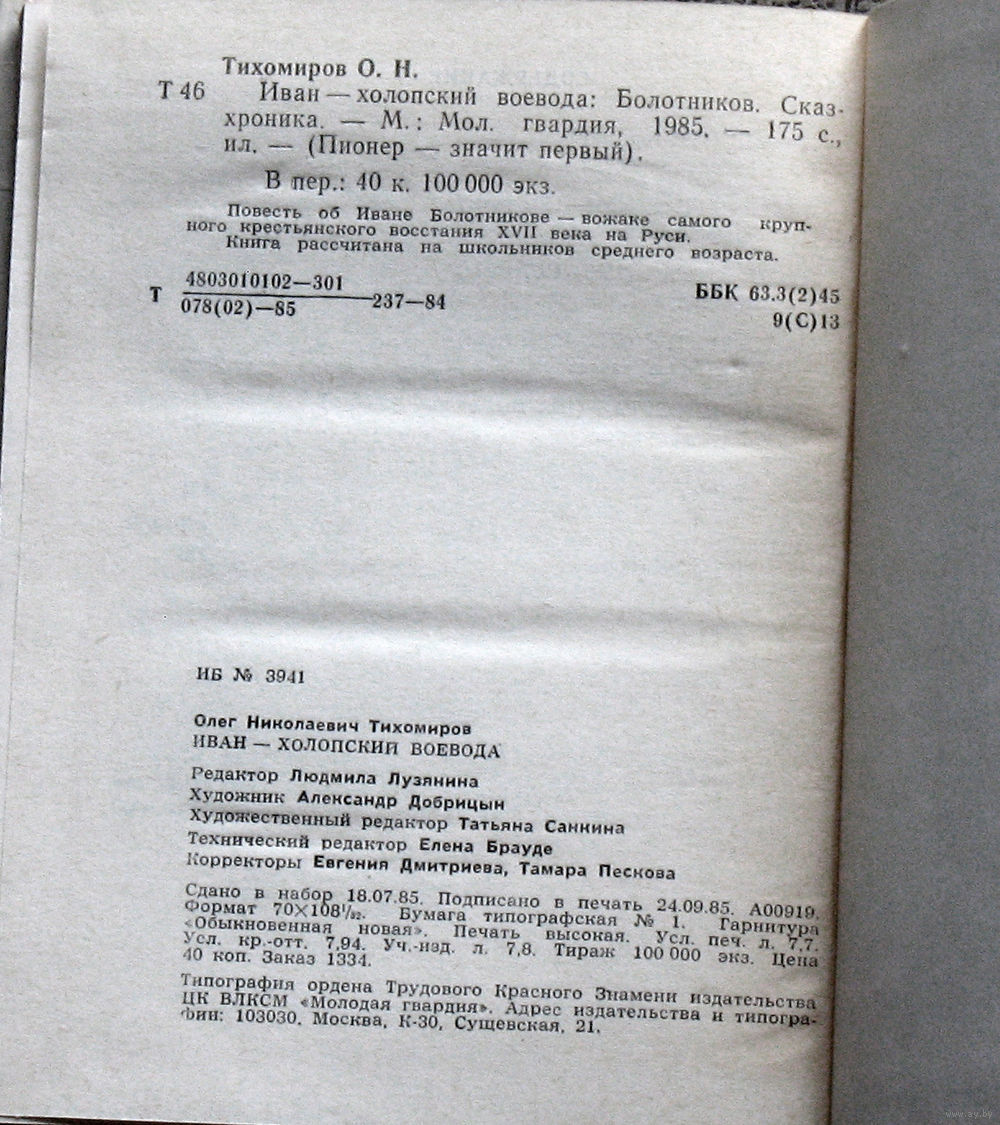 Тихомиров О. Н.
Т 46 Иван — холопский воевода: Болотников. Сказ-
хроника. — М.: Мол. гвардия, 1985. — 175 с.,
ил. — (Пионер — значит первый).
В пер.: 40 к. 100 000 экз.
Повесть об Иване Болотникове — вожаке самого круп-
ного крестьянского восстания XVII века на Руси.
Книга рассчитана на школьников среднего возраста.
Т 4803010102—301
078(02)—85 237—84
ББК 63.3(2)45
9(С)13
ИБ № 3941
Олег Николаевич Тихомиров
ИВАН — ХОЛОПСКИЙ ВОЕВОДА
Редактор Людмила Лузянина
Художник Александр Добрицын
Художественный редактор Татьяна Саннина
Технический редактор Елена Брауде
Корректоры Евгения Дмитриева, Тамара Пескова
Сдано в набор 18.07.85. Подписано в печать 24.09.85. А00919.
Формат 70×108¹/₃₂. Бумага типографская № 1. Гарнитура
«Обыкновенная новая». Печать высокая. Усл. печ. л. 7,7.
Усл. кр.-отт. 7,94. Уч.-изд. л. 7,8. Тираж 100 000 экз. Цена
40 коп. Заказ 1334.
Типография ордена Трудового Красного Знамени издательства
ЦК ВЛКСМ «Молодая гвардия». Адрес издательства и типогра-
фии: 103030, Москва, К-30, Сущевская, 21.
www.ay.by